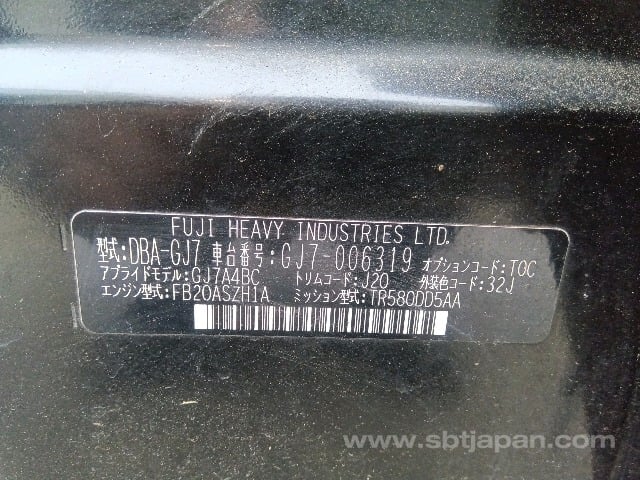 FUJI HEAVY INDUSTRIES LTD.
型式:DBA-GJ7 車台番号:GJ7-006319 オプションコード:TOC
アプライドモデル:GJ7A4BC トリムコード:J20 外装色コード:32J
エンジン型式:FB20ASZH1A ミッション型式:TR580DD5AA
www.sbtjapan.com